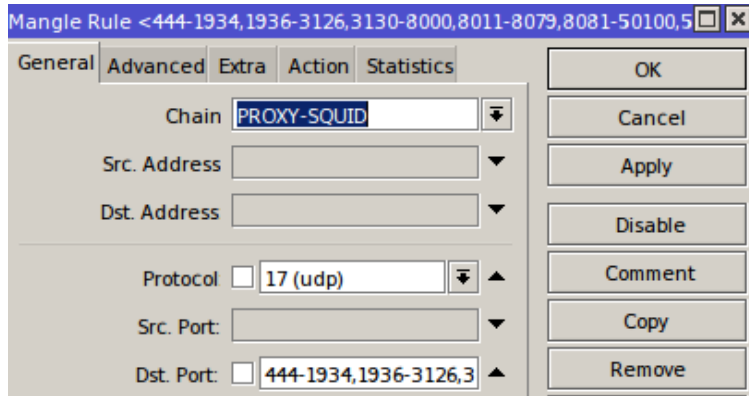 Mangle Rule <444-1934,1936-3126,3130-8000,8011-8079,8081-50100,5
General Advanced Extra Action Statistics OK
Chain PROXY-SQUID Cancel
Src. Address Apply
Dst. Address Disable
Protocol 17 (udp) Comment
Src. Port: Copy
Dst. Port: 444-1934,1936-3126,3 Remove